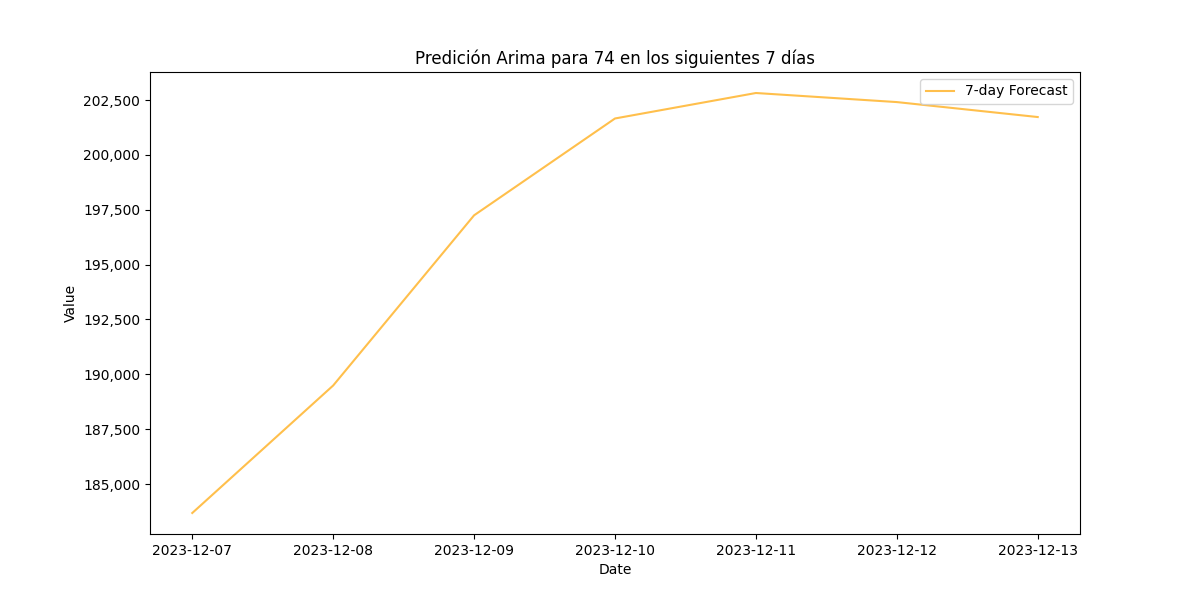 Predición Arima para 74 en los siguientes 7 días
7-day Forecast
202,500
200,000
197,500
195,000
192,500
190,000
187,500
185,000
Value
2023-12-07 2023-12-08 2023-12-09 2023-12-10 2023-12-11 2023-12-12 2023-12-13
Date